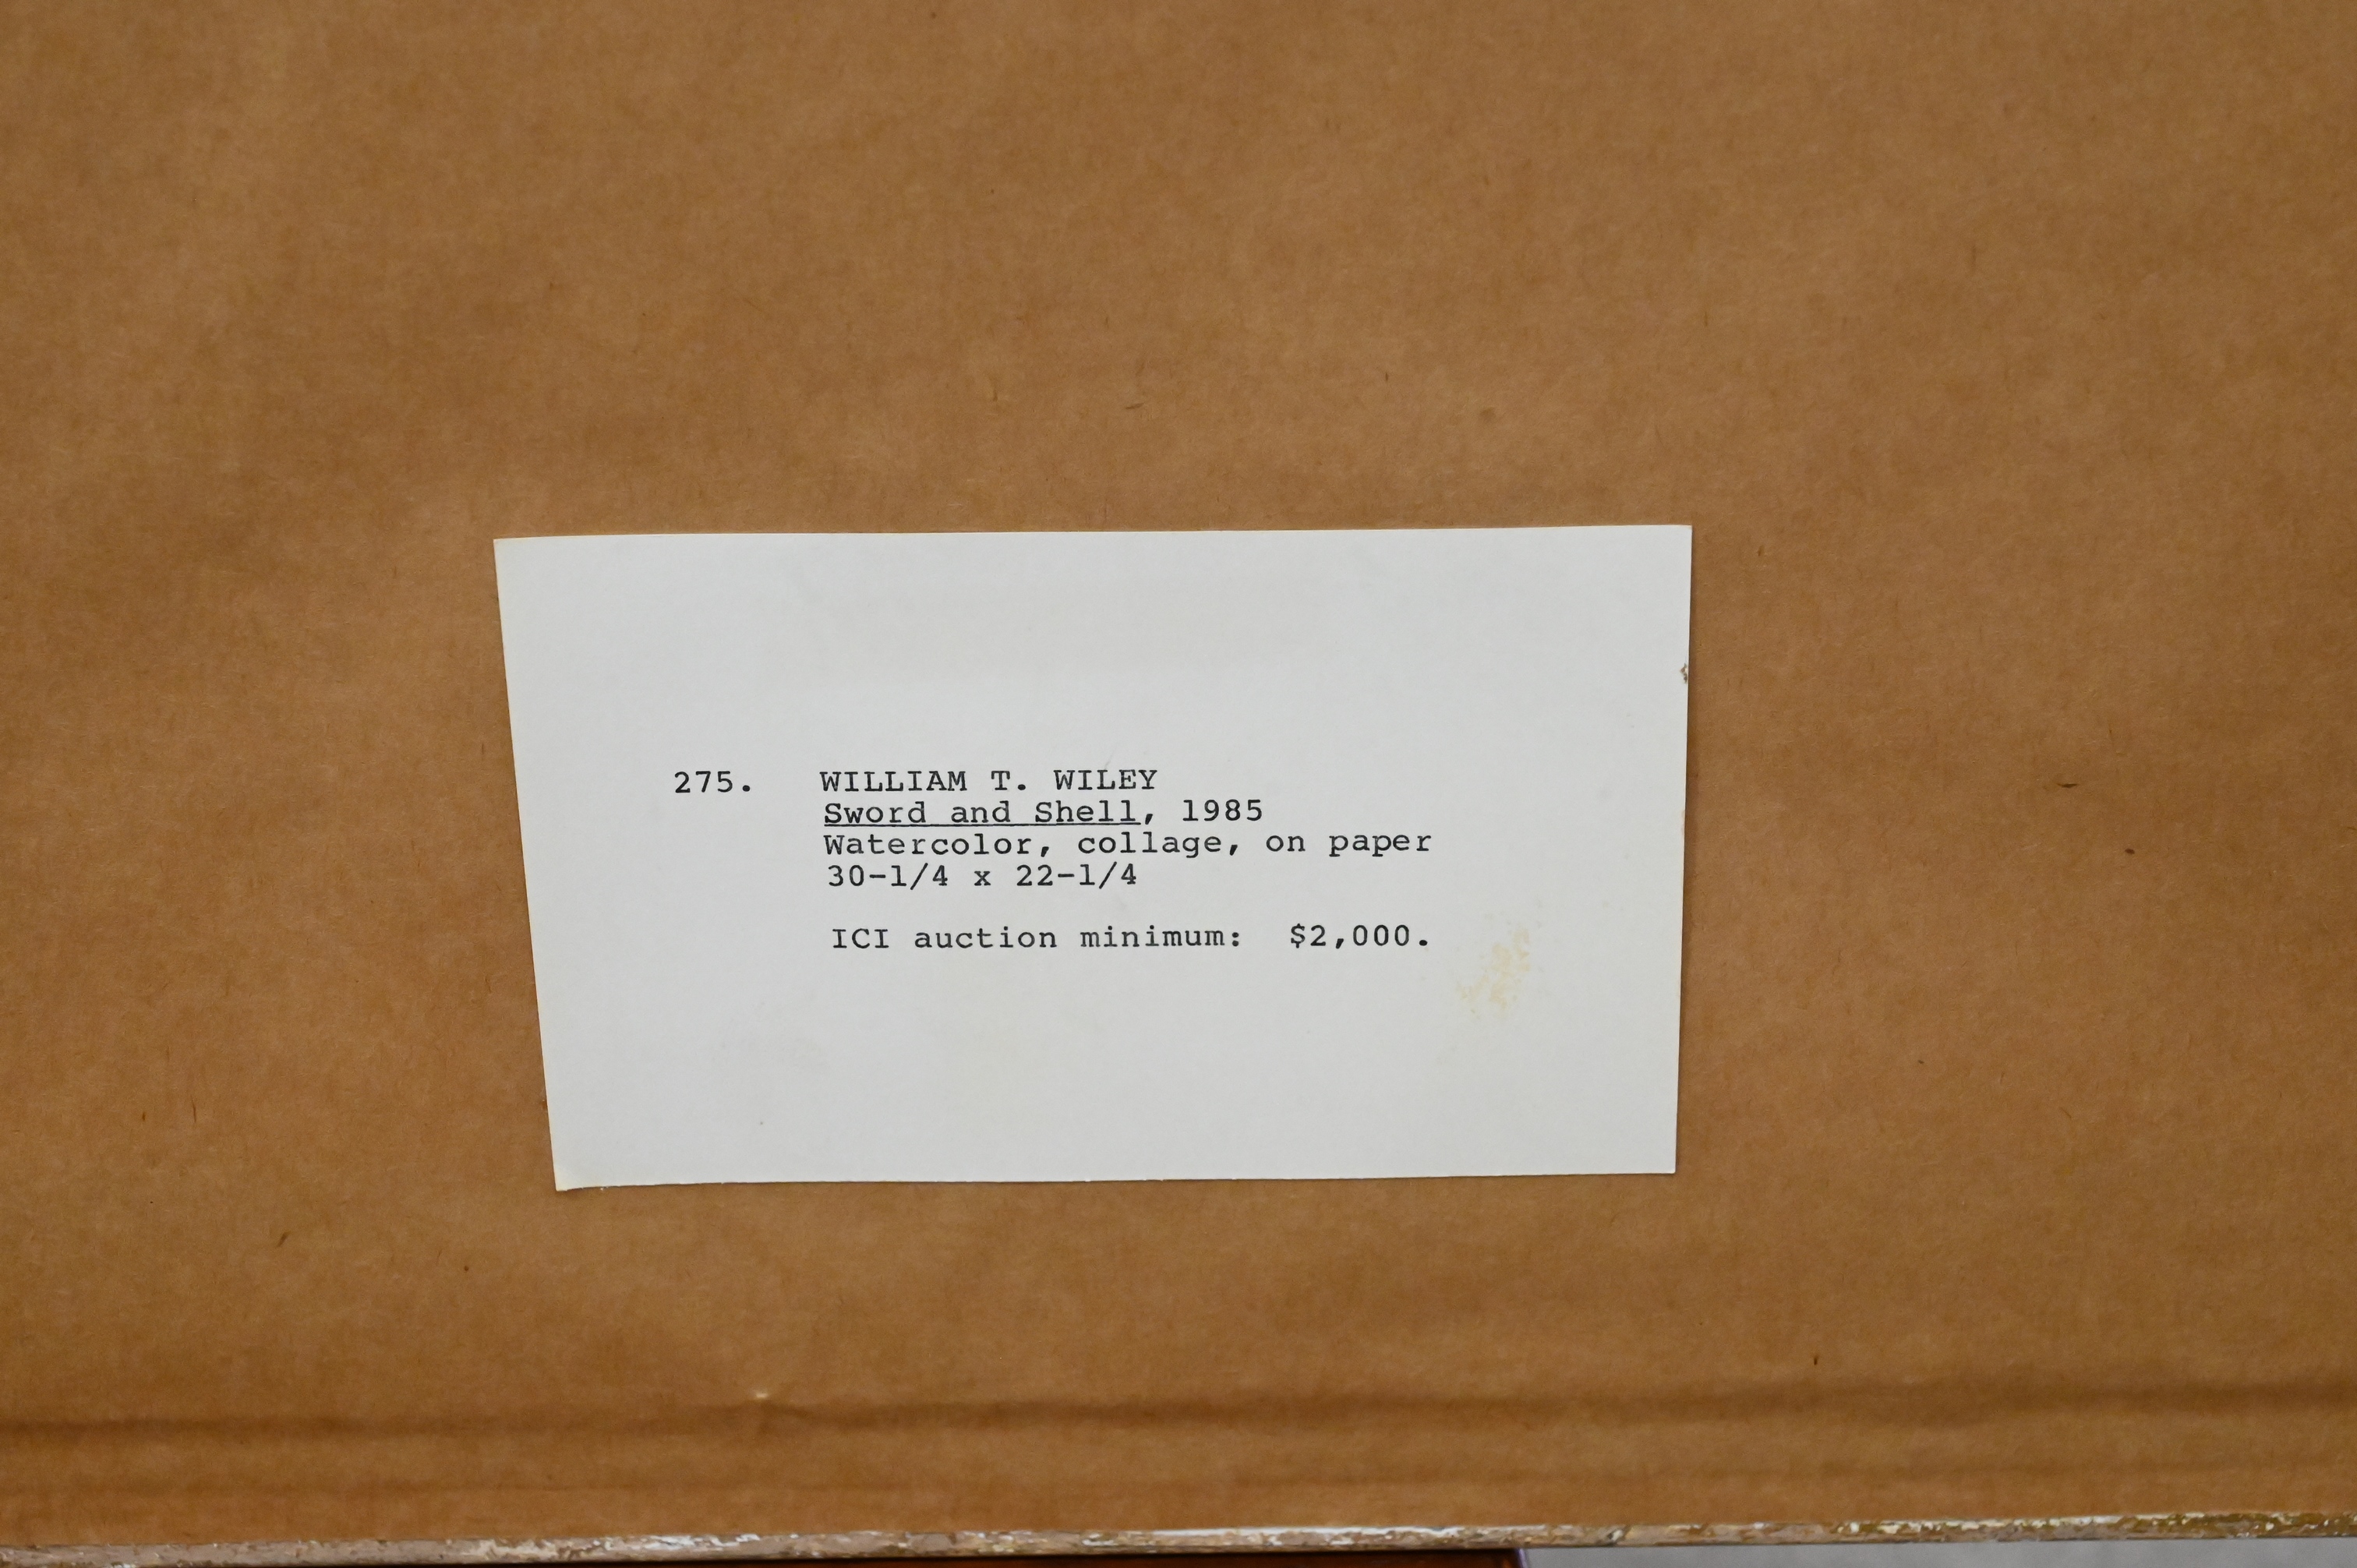 275. WILLIAM T. WILEY
Sword and Shell, 1985
Watercolor, collage, on paper
30-1/4 x 22-1/4
ICI auction minimum: $2,000.